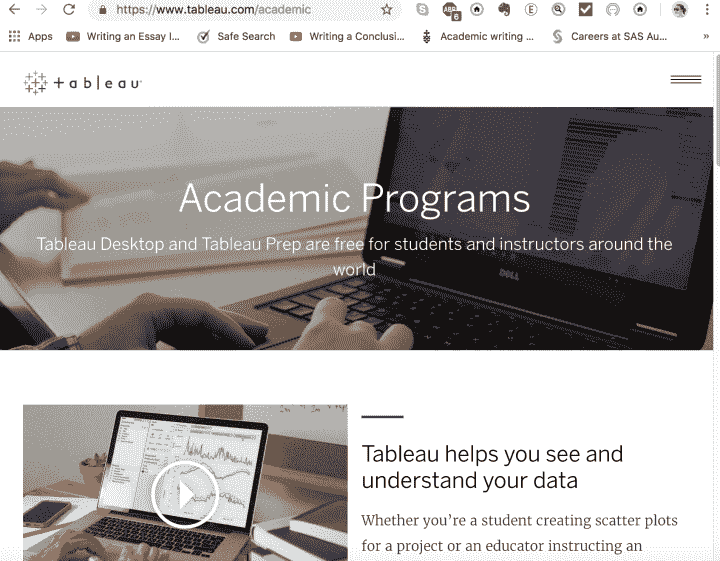 https://www.tableau.com/academic
ABP
6
Apps Writing an Essay I... Safe Search Writing a Conclusi... Academic writing ... Careers at SAS Au... »
+ableau
Academic Programs
Tableau Desktop and Tableau Prep are free for students and instructors around the
world
DELL
Tableau helps you see and
understand your data
Whether you’re a student creating scatter plots
for a project or an educator instructing an